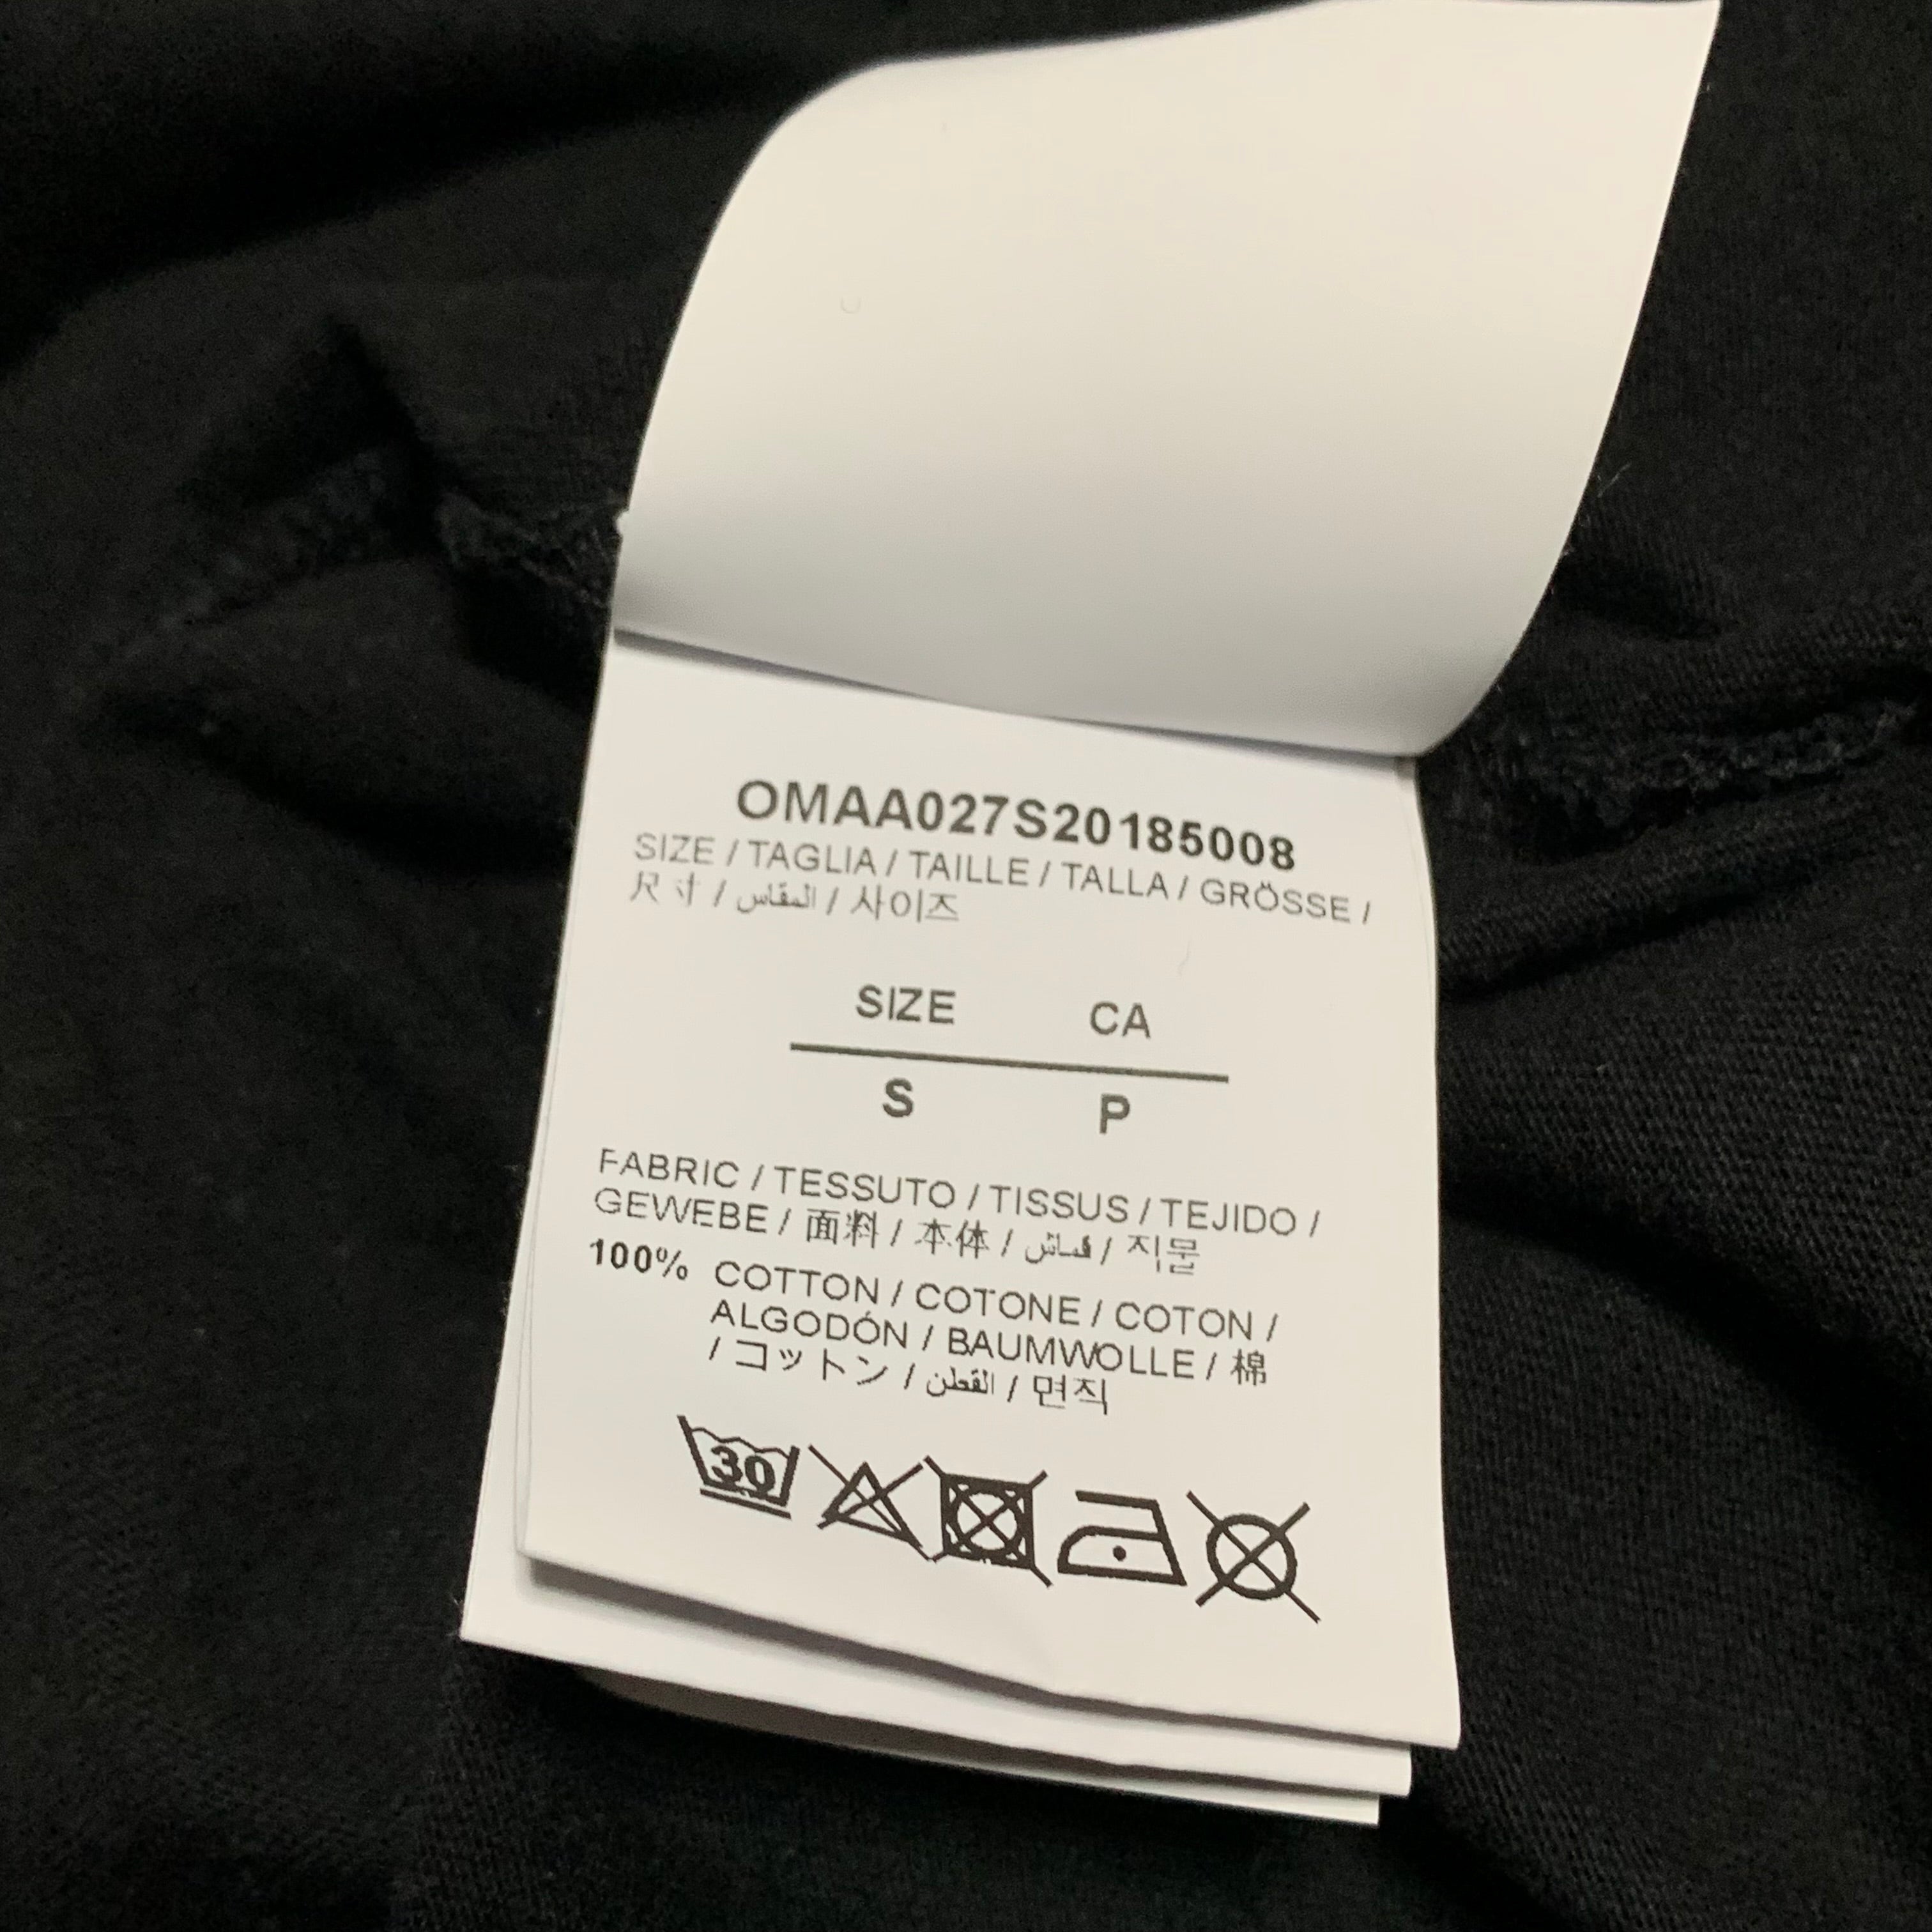 OMAA027S20185008
SIZE / TAGLIA / TAILLE / TALLA / GRÖSSE /
尺寸 / المقاس / 사이즈
SIZE CA
S P
FABRIC / TESSUTO / TISSUS / TEJIDO /
GEWEBE / 面料 / 本体 / قماش / 직물
100% COTTON / COTONE / COTON /
ALGODÓN / BAUMWOLLE / 棉
/ コットン / القطن / 면직
30